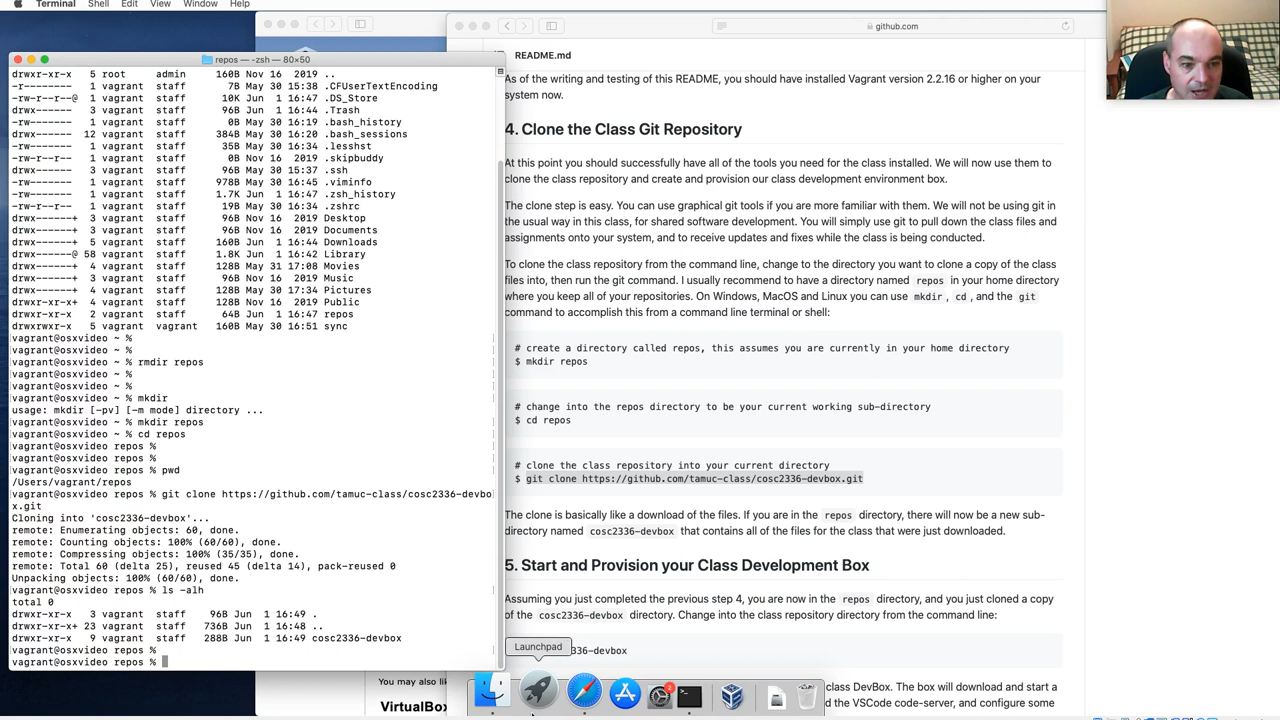 Terminal Shell Edit View Window Help
github.com
repos — -zsh — 80×50
drwxr-xr-x 5 root admin 160B Nov 16 2019 ..
-r-------- 1 vagrant staff 7B May 30 15:38 .CFUserTextEncoding
-rw-r--r--@ 1 vagrant staff 10K Jun 1 16:47 .DS_Store
drwx------ 3 vagrant staff 96B Jun 1 16:44 .Trash
-rw------- 1 vagrant staff 0B May 30 16:19 .bash_history
drwx------ 12 vagrant staff 384B May 30 16:20 .bash_sessions
-rw------- 1 vagrant staff 35B May 30 16:34 .lesshst
-rw-r--r-- 1 vagrant staff 0B Nov 16 2019 .skipbuddy
drwx------ 3 vagrant staff 96B May 30 15:37 .ssh
-rw------- 1 vagrant staff 978B May 30 16:45 .viminfo
-rw------- 1 vagrant staff 1.7K Jun 1 16:47 .zsh_history
-rw------- 1 vagrant staff 19B May 30 16:34 .zshrc
drwx------+ 3 vagrant staff 96B Nov 16 2019 Desktop
drwx------+ 3 vagrant staff 96B Nov 16 2019 Documents
drwx------+ 5 vagrant staff 160B Jun 1 16:44 Downloads
drwx------@ 58 vagrant staff 1.8K Jun 1 16:42 Library
drwx------+ 4 vagrant staff 128B May 31 17:08 Movies
drwx------+ 3 vagrant staff 96B Nov 16 2019 Music
drwx------+ 4 vagrant staff 128B May 30 17:34 Pictures
drwxr-xr-x+ 4 vagrant staff 128B Nov 16 2019 Public
drwxr-xr-x 2 vagrant staff 64B Jun 1 16:47 repos
drwxrwxr-x 5 vagrant vagrant 160B May 30 16:51 sync
vagrant@osxvideo ~ %
vagrant@osxvideo ~ %
vagrant@osxvideo ~ % rmdir repos
vagrant@osxvideo ~ %
vagrant@osxvideo ~ %
vagrant@osxvideo ~ % mkdir
usage: mkdir [-pv] [-m mode] directory ...
vagrant@osxvideo ~ % mkdir repos
vagrant@osxvideo ~ % cd repos
vagrant@osxvideo repos %
vagrant@osxvideo repos %
vagrant@osxvideo repos % pwd
/Users/vagrant/repos
vagrant@osxvideo repos % git clone https://github.com/tamuc-class/cosc2336-devbo
x.git
Cloning into 'cosc2336-devbox'...
remote: Enumerating objects: 60, done.
remote: Counting objects: 100% (60/60), done.
remote: Compressing objects: 100% (35/35), done.
remote: Total 60 (delta 25), reused 45 (delta 14), pack-reused 0
Unpacking objects: 100% (60/60), done.
vagrant@osxvideo repos % ls -alh
total 0
drwxr-xr-x 3 vagrant staff 96B Jun 1 16:49 .
drwxr-xr-x+ 23 vagrant staff 736B Jun 1 16:48 ..
drwxr-xr-x 9 vagrant staff 288B Jun 1 16:49 cosc2336-devbox
vagrant@osxvideo repos %
vagrant@osxvideo repos %
README.md
As of the writing and testing of this README, you should have installed Vagrant version 2.2.16 or higher on your
system now.
4. Clone the Class Git Repository
At this point you should successfully have all of the tools you need for the class installed. We will now use them to
clone the class repository and create and provision our class development environment box.
The clone step is easy. You can use graphical git tools if you are more familiar with them. We will not be using git in
the usual way in this class, for shared software development. You will simply use git to pull down the class files and
assignments onto your system, and to receive updates and fixes while the class is being conducted.
To clone the class repository from the command line, change to the directory you want to clone a copy of the class
files into, then run the git command. I usually recommend to have a directory named repos in your home directory
where you keep all of your repositories. On Windows, MacOS and Linux you can use mkdir, cd, and the git
command to accomplish this from a command line terminal or shell:
# create a directory called repos, this assumes you are currently in your home directory
$ mkdir repos
# change into the repos directory to be your current working sub-directory
$ cd repos
# clone the class repository into your current directory
$ git clone https://github.com/tamuc-class/cosc2336-devbox.git
The clone is basically like a download of the files. If you are in the repos directory, there will now be a new sub-
directory named cosc2336-devbox that contains all of the files for the class that were just downloaded.
5. Start and Provision your Class Development Box
Assuming you just completed the previous step 4, you are now in the repos directory, and you just cloned a copy
of the cosc2336-devbox directory. Change into the class repository directory from the command line:
Launchpad
336-devbox
You may also li
class DevBox. The box will download and start a
VirtualBox
d the VSCode code-server, and configure some